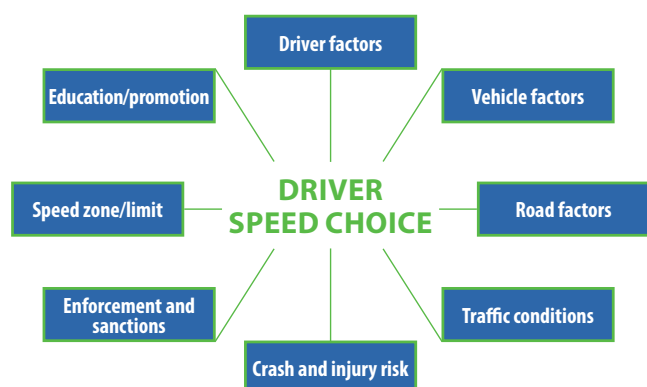 Driver factors
Education/promotion
Vehicle factors
DRIVER
SPEED CHOICE
Speed zone/limit
Road factors
Enforcement and
sanctions
Traffic conditions
Crash and injury risk